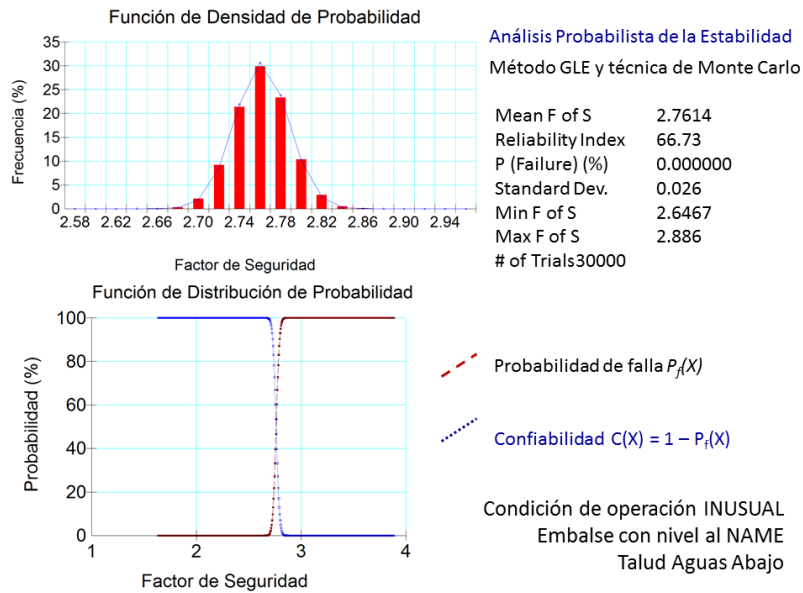 Función de Densidad de Probabilidad
Frecuencia (%)
35
30
25
20
15
10
5
0
2.58 2.62 2.66 2.70 2.74 2.78 2.82 2.86 2.90 2.94
Factor de Seguridad
Análisis Probabilista de la Estabilidad
Método GLE y técnica de Monte Carlo
Mean F of S 2.7614
Reliability Index 66.73
P (Failure) (%) 0.000000
Standard Dev. 0.026
Min F of S 2.6467
Max F of S 2.886
# of Trials30000
Función de Distribución de Probabilidad
Probabilidad (%)
100
80
60
40
20
0
1 2 3 4
Factor de Seguridad
Probabilidad de falla Pf(X)
Confiabilidad C(X) = 1 – Pf(X)
Condición de operación INUSUAL
Embalse con nivel al NAME
Talud Aguas Abajo